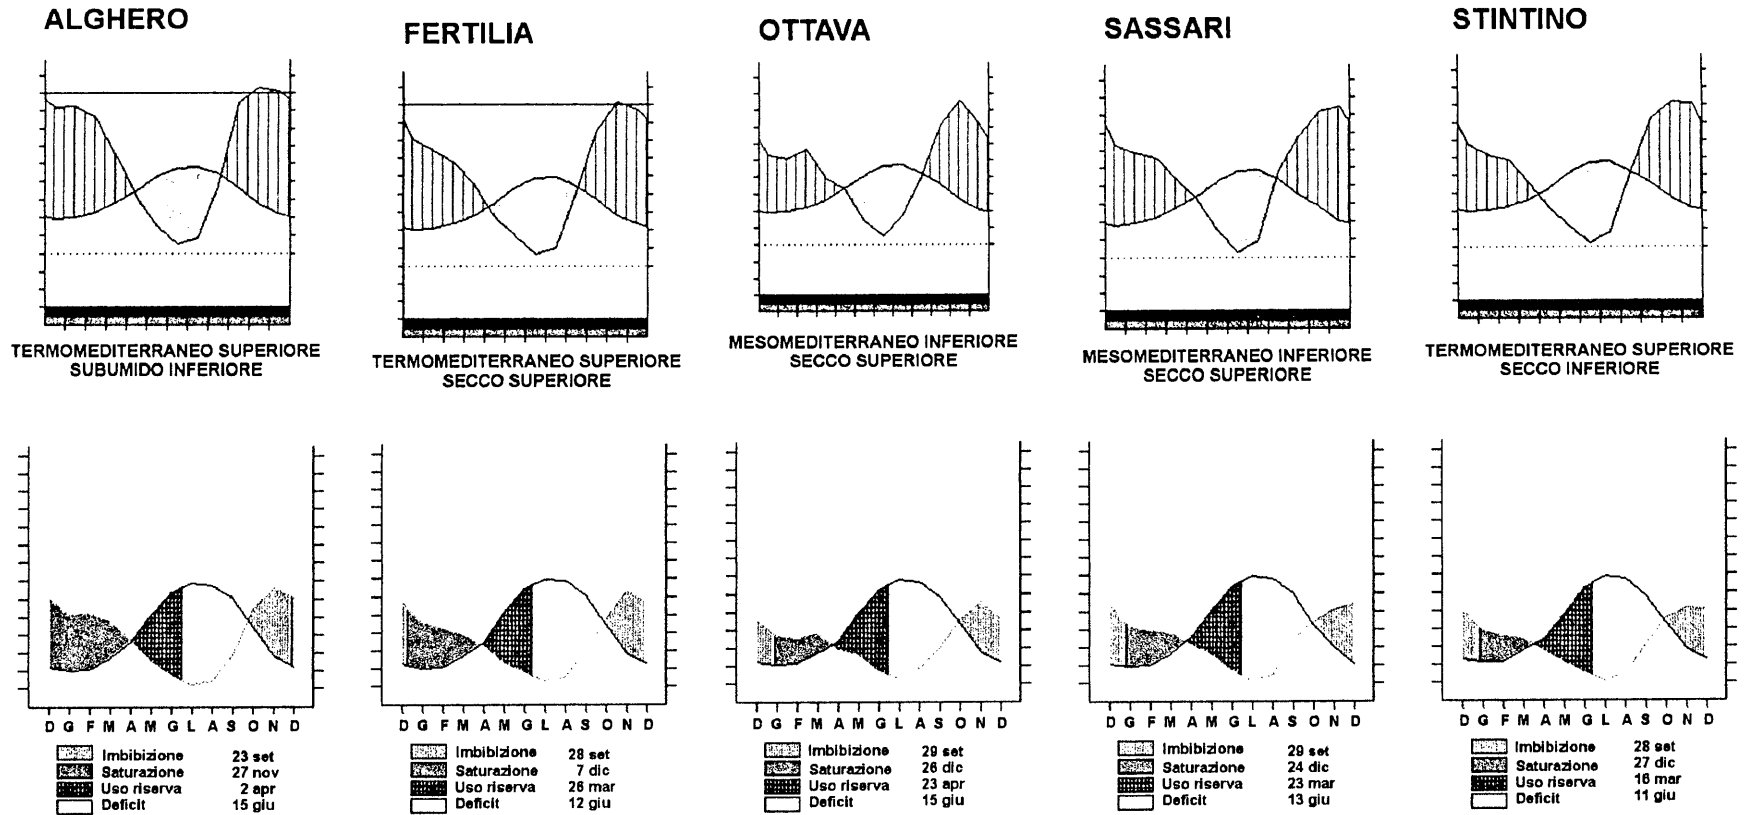 ALGHERO
FERTILIA
OTTAVA
SASSARI
STINTINO
TERMOMEDITERRANEO SUPERIORE
SUBUMIDO INFERIORE
TERMOMEDITERRANEO SUPERIORE
SECCO SUPERIORE
MESOMEDITERRANEO INFERIORE
SECCO SUPERIORE
MESOMEDITERRANEO INFERIORE
SECCO SUPERIORE
TERMOMEDITERRANEO SUPERIORE
SECCO INFERIORE
D G F M A M G L A S O N D
Imbibizione 23 set
Saturazione 27 nov
Uso riserva 2 apr
Deficit 15 giu
D G F M A M G L A S O N D
Imbibizione 28 set
Saturazione 7 dic
Uso riserva 26 mar
Deficit 12 giu
D G F M A M G L A S O N D
Imbibizione 29 set
Saturazione 26 dic
Uso riserva 23 apr
Deficit 15 giu
D G F M A M G L A S O N D
Imbibizione 29 set
Saturazione 24 dic
Uso riserva 23 mar
Deficit 13 giu
D G F M A M G L A S O N D
Imbibizione 28 set
Saturazione 27 dic
Uso riserva 16 mar
Deficit 11 giu